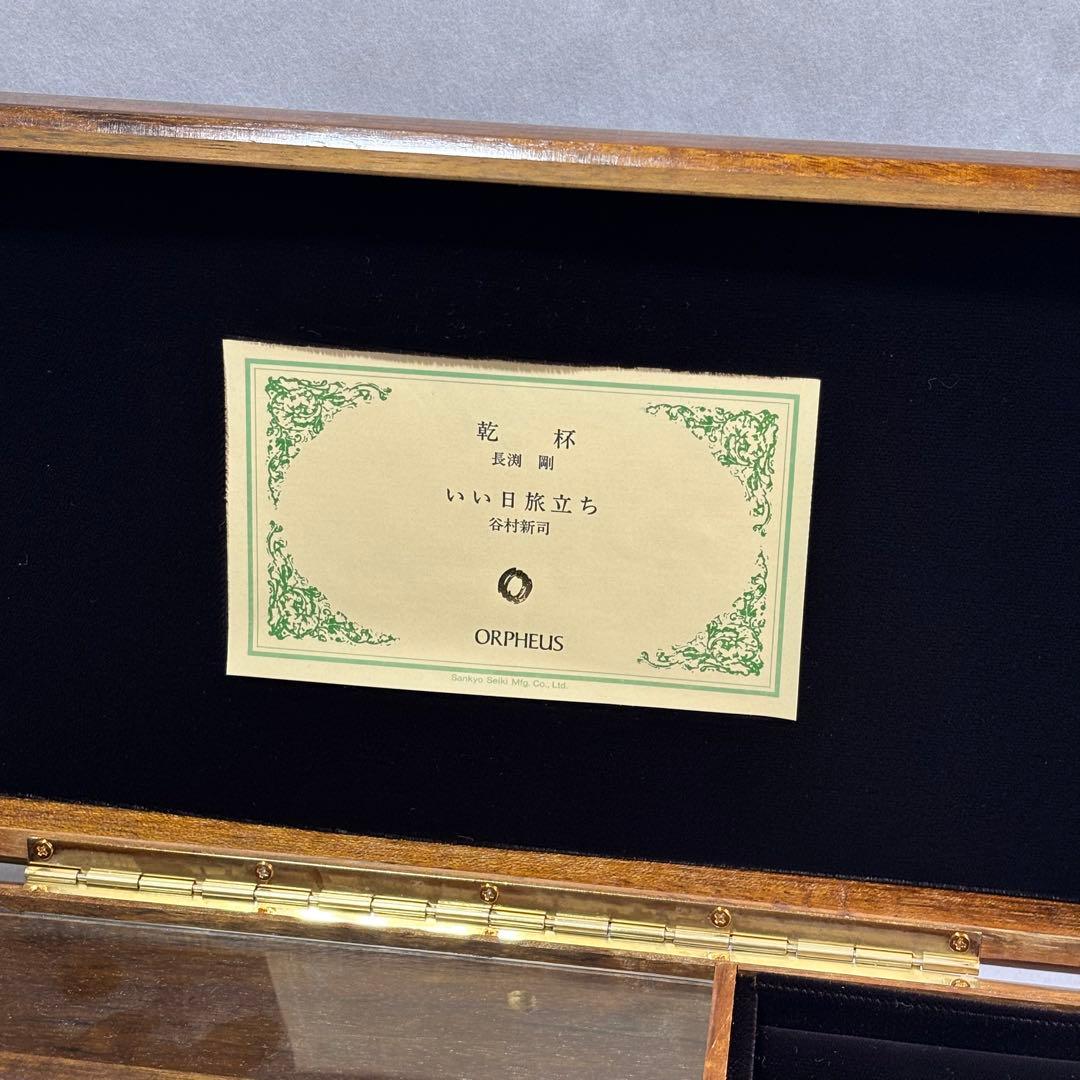 乾 杯
長渕 剛
いい日旅立ち
谷村新司
ORPHEUS
Sankyo Seiki Mfg. Co., Ltd.